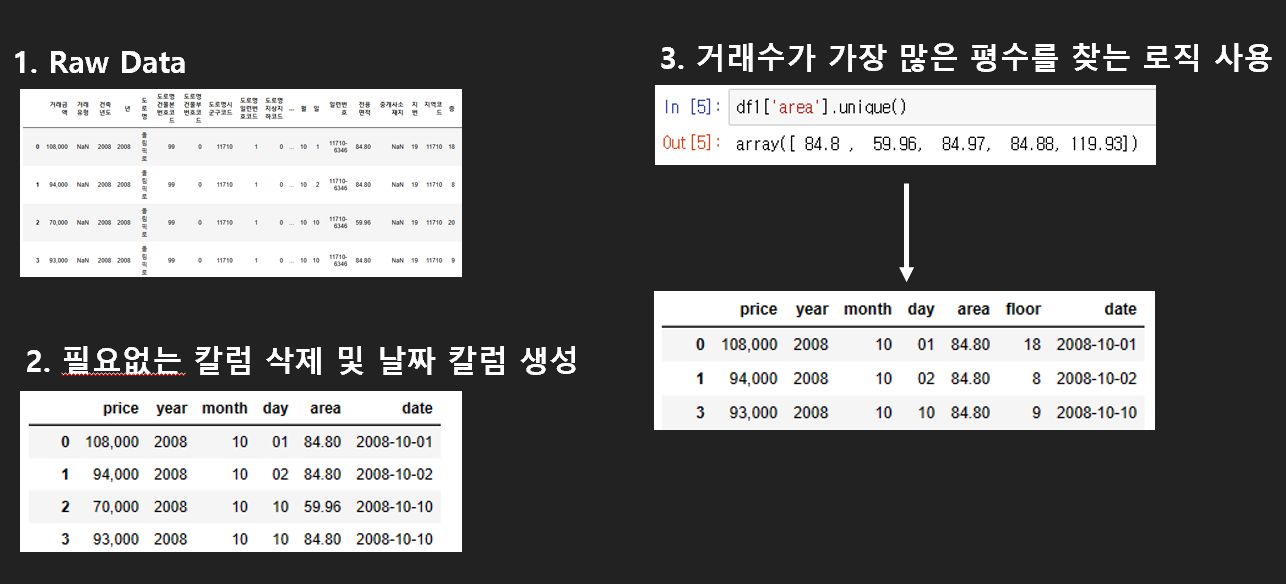 1. Raw Data
거래금액 거래유형 건축년도 년 도로명 도로명건물본번호코드 도로명건물부번호코드 도로명시군구코드 도로명일련번호코드 도로명지상지하코드 ... 월 일 일련번호 전용면적 중개사소재지 지번 지역코드 층
0 108,000 NaN 2008 2008 올림픽로 99 0 11710 1 0 ... 10 1 11710-6346 84.80 NaN 19 11710 18
1 94,000 NaN 2008 2008 올림픽로 99 0 11710 1 0 ... 10 2 11710-6346 84.80 NaN 19 11710 8
2 70,000 NaN 2008 2008 올림픽로 99 0 11710 1 0 ... 10 10 11710-6346 59.96 NaN 19 11710 20
3 93,000 NaN 2008 2008 올림픽로 99 0 11710 1 0 ... 10 10 11710-6346 84.80 NaN 19 11710 9
2. 필요없는 칼럼 삭제 및 날짜 칼럼 생성
price year month day area date
0 108,000 2008 10 01 84.80 2008-10-01
1 94,000 2008 10 02 84.80 2008-10-02
2 70,000 2008 10 10 59.96 2008-10-10
3 93,000 2008 10 10 84.80 2008-10-10
3. 거래수가 가장 많은 평수를 찾는 로직 사용
In [5]: df1['area'].unique()
Out[5]: array([ 84.8 , 59.96, 84.97, 84.88, 119.93])
price year month day area floor date
0 108,000 2008 10 01 84.80 18 2008-10-01
1 94,000 2008 10 02 84.80 8 2008-10-02
3 93,000 2008 10 10 84.80 9 2008-10-10